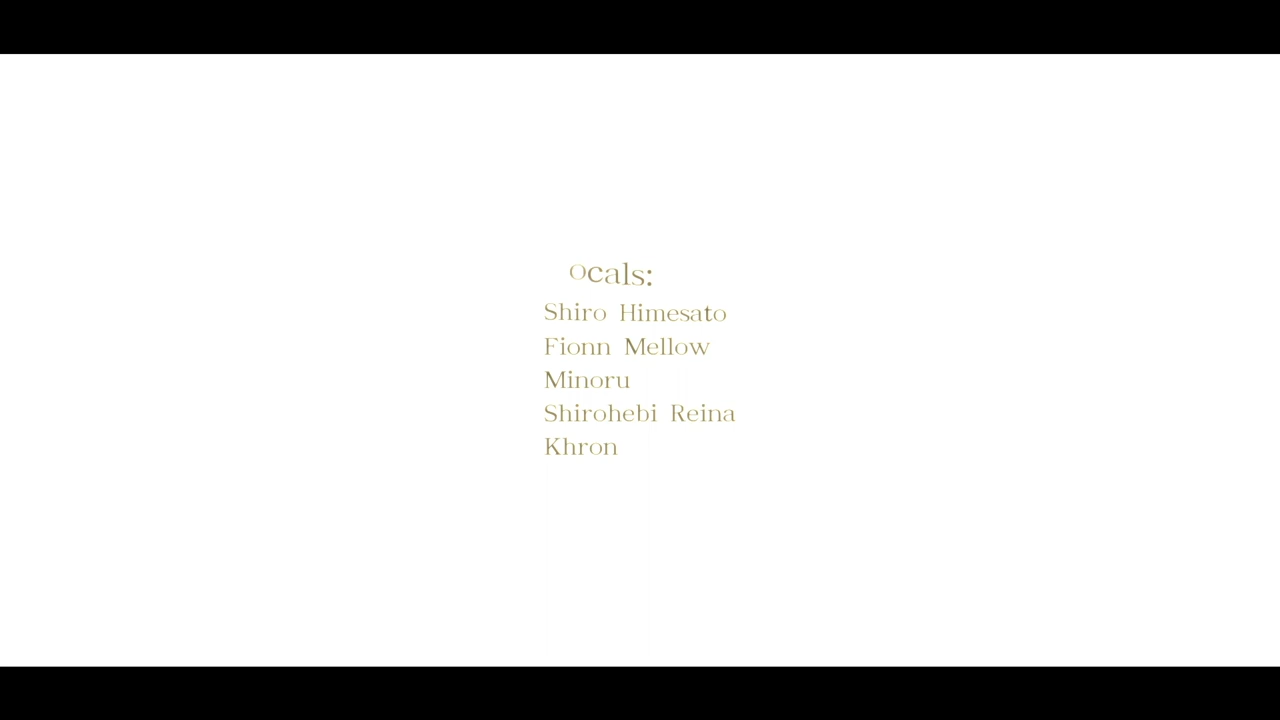 ocals:
Shiro Himesato
Fionn Mellow
Minoru
Shirohebi Reina
Khron